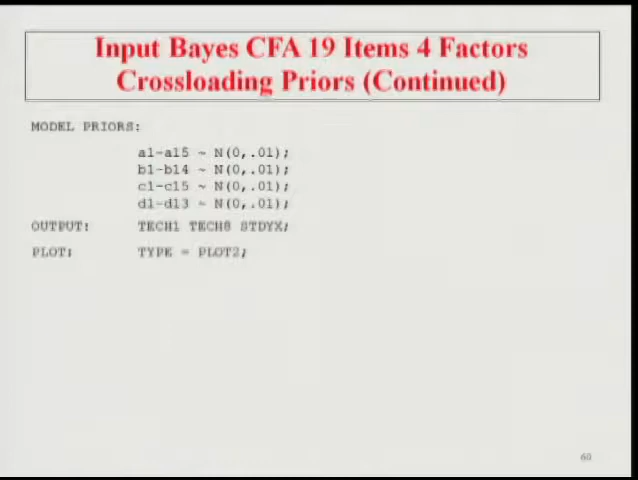 Input Bayes CFA 19 Items 4 Factors
Crossloading Priors (Continued)
MODEL PRIORS:
a1-a15 ~ N(0,.01);
b1-b14 ~ N(0,.01);
c1-c15 ~ N(0,.01);
d1-d13 ~ N(0,.01);
OUTPUT: TECH1 TECH8 STDYX;
PLOT: TYPE = PLOT2;
60